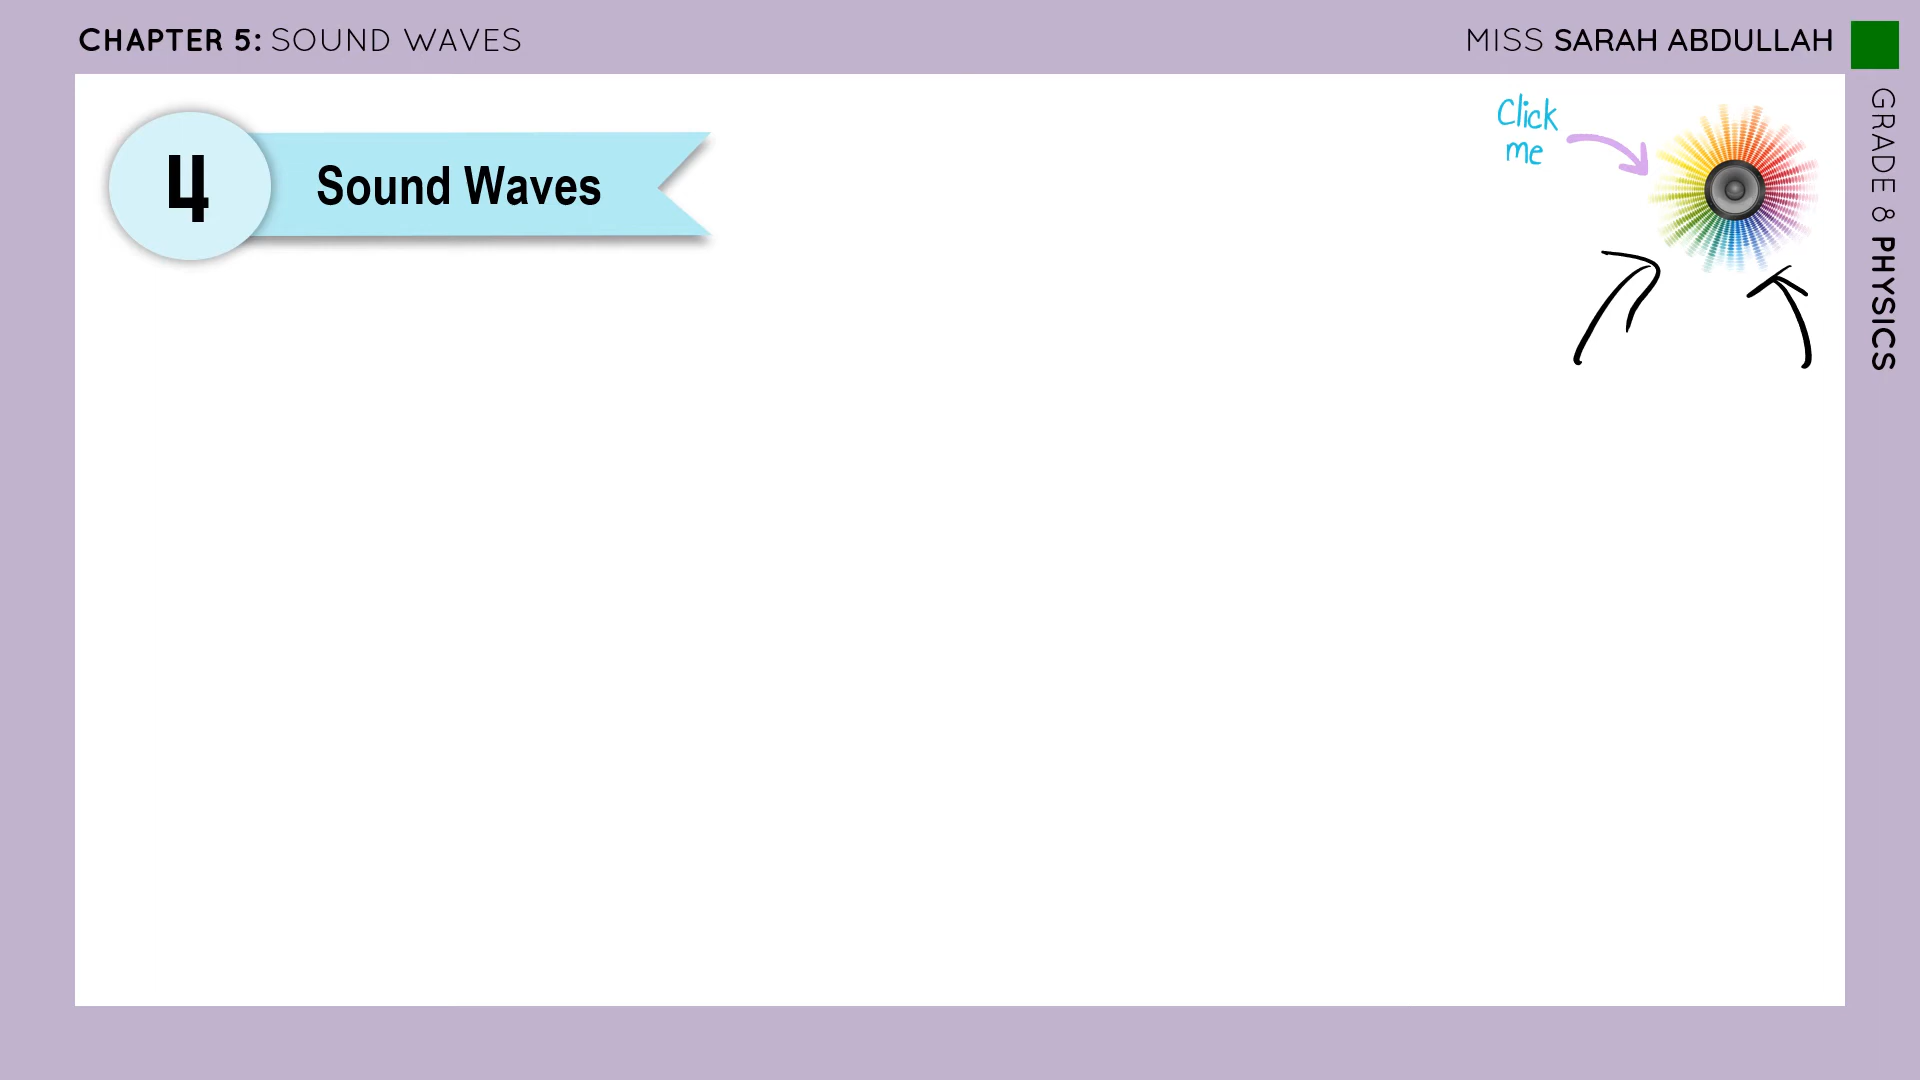 CHAPTER 5: SOUND WAVES
MISS SARAH ABDULLAH
GRADE 8 PHYSICS
4
Sound Waves
Click
me